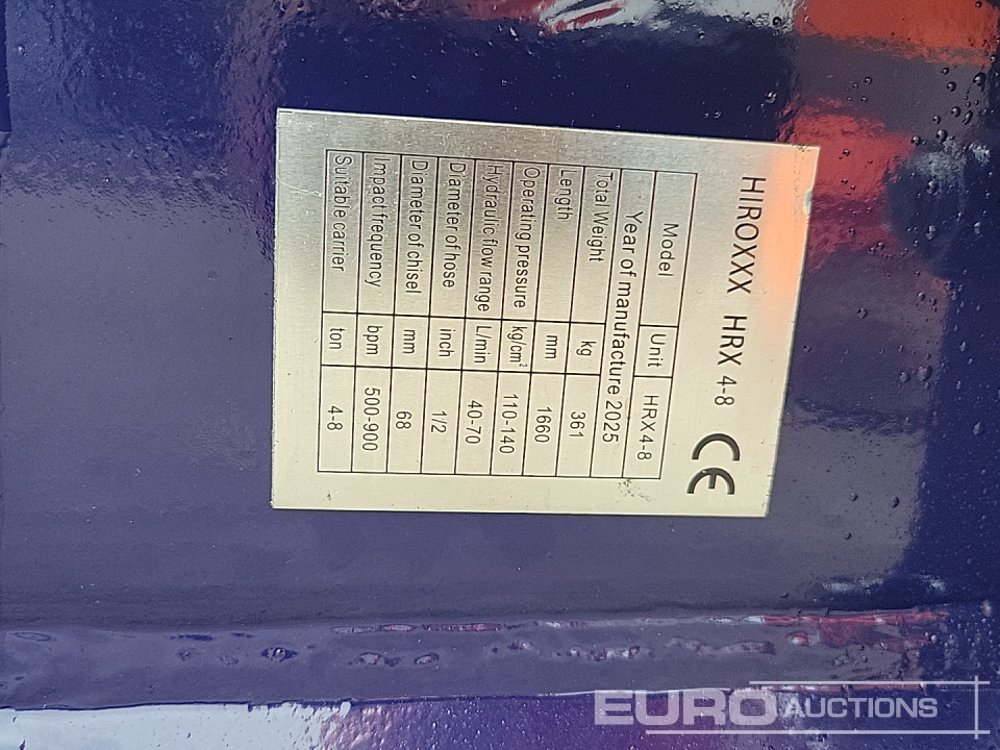 HIROXXX HRX 4-8 CE
Model Unit HRX4-8
Year of manufacture 2025
Total Weight kg 361
Length mm 1660
Operating pressure kg/cm² 110-140
Hydraulic flow range L/min 40-70
Diameter of hose inch 1/2
Diameter of chisel mm 68
Impact frequency bpm 500-900
Suitable carrier ton 4-8
EURO AUCTIONS